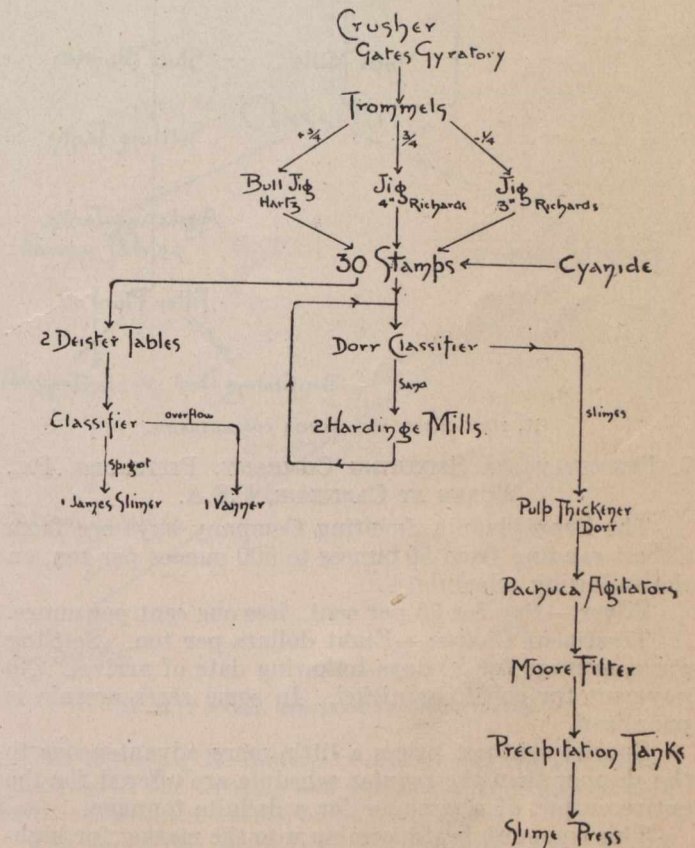 Crusher
Gates Gyratory
Trommels
+3/4
3/4
-1/4
Bull Jig
Hartz
Jig
4" Richards
Jig
3" Richards
30 Stamps
Cyanide
2 Deister Tables
Dorr Classifier
Sand
slimes
Classifier
overflow
2 Hardinge Mills
spigot
1 James Slimer
1 Vanner
Pulp Thickener
Dorr
Pachuca Agitators
Moore Filter
Precipitation Tanks
Slime Press